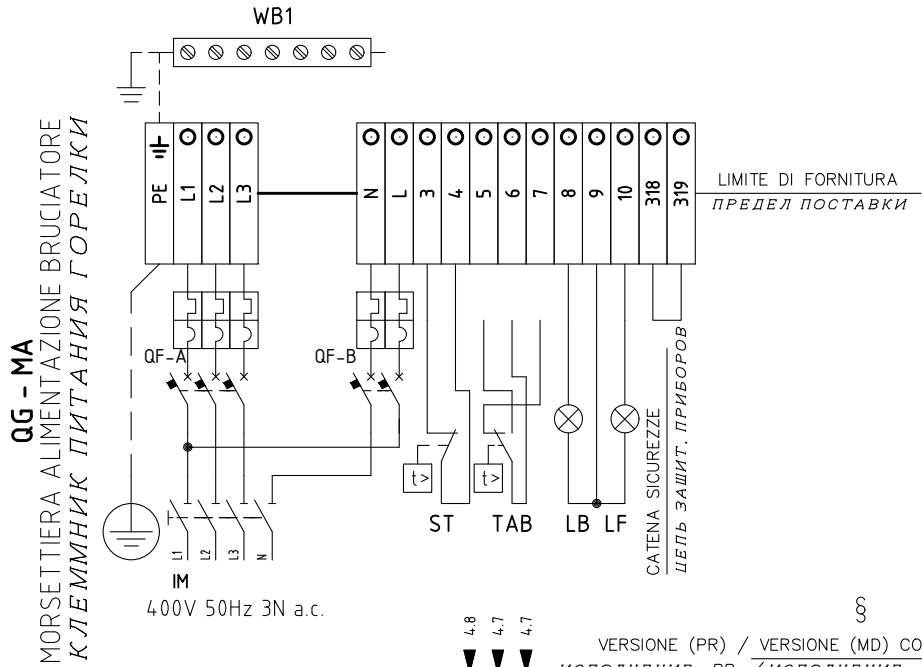 WB1
QG - MA
MORSETTIERA ALIMENTAZIONE BRUCIATORE
КЛЕММНИК ПИТАНИЯ ГОРЕЛКИ
PE L1 L2 L3 N L 3 4 5 6 7 8 9 10 318 319
LIMITE DI FORNITURA
ПРЕДЕЛ ПОСТАВКИ
QF-A QF-B
t> t>
ST TAB LB LF
CATENA SICUREZZE
ЦЕПЬ ЗАЩИТ. ПРИБОРОВ
L1 L2 L3 N
IM
400V 50Hz 3N a.c.
4.8 4.7 4.7
§
VERSIONE (PR) / VERSIONE (MD) CO